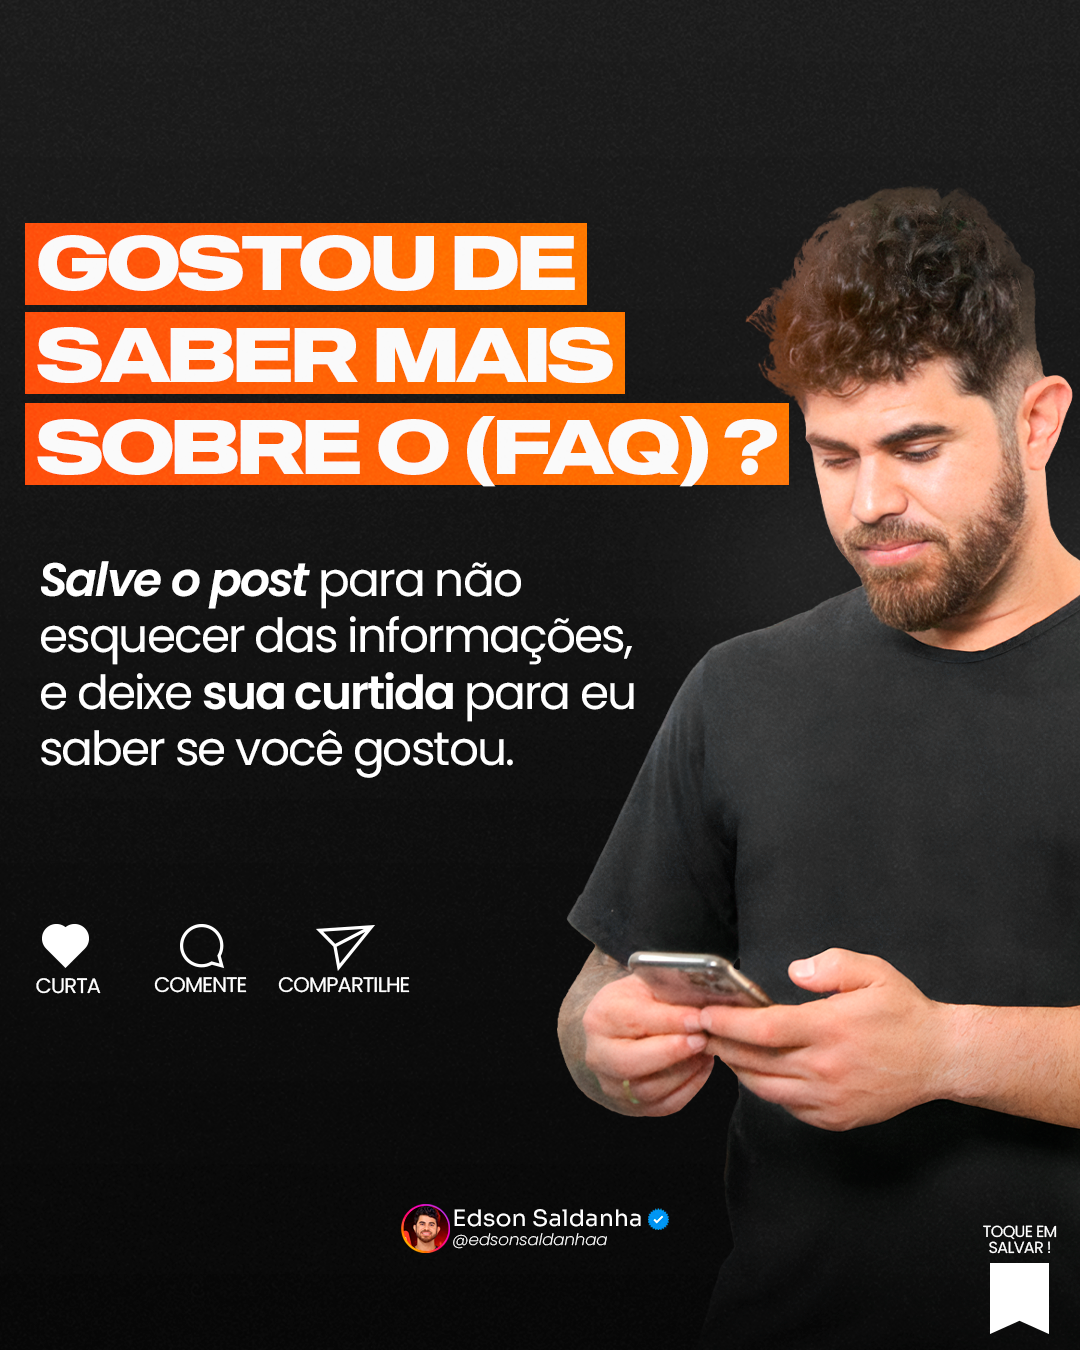 GOSTOU DE
SABER MAIS
SOBRE O (FAQ) ?
Salve o post para não
esquecer das informações,
e deixe sua curtida para eu
saber se você gostou.
CURTA
COMENTE
COMPARTILHE
Edson Saldanha
@edsonsaldanhaa
TOQUE EM
SALVAR !